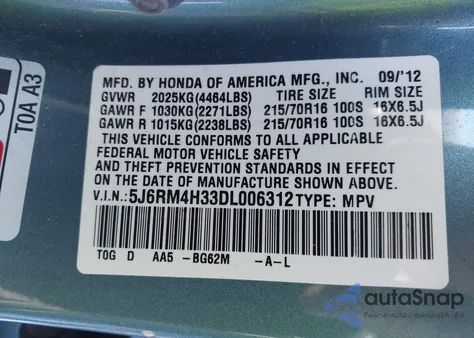 MFD. BY HONDA OF AMERICA MFG., INC. 09/'12
GVWR 2025KG(4464LBS) TIRE SIZE RIM SIZE
GAWR F 1030KG(2271LBS) 215/70R16 100S 16X6.5J
GAWR R 1015KG(2238LBS) 215/70R16 100S 16X6.5J
THIS VEHICLE CONFORMS TO ALL APPLICABLE
FEDERAL MOTOR VEHICLE SAFETY
AND THEFT PREVENTION STANDARDS IN EFFECT
ON THE DATE OF MANUFACTURE SHOWN ABOVE.
V.I.N.:5J6RM4H33DL006312TYPE: MPV
T0G D AA5 -BG62M -A-L
T0A A3
autoSnap